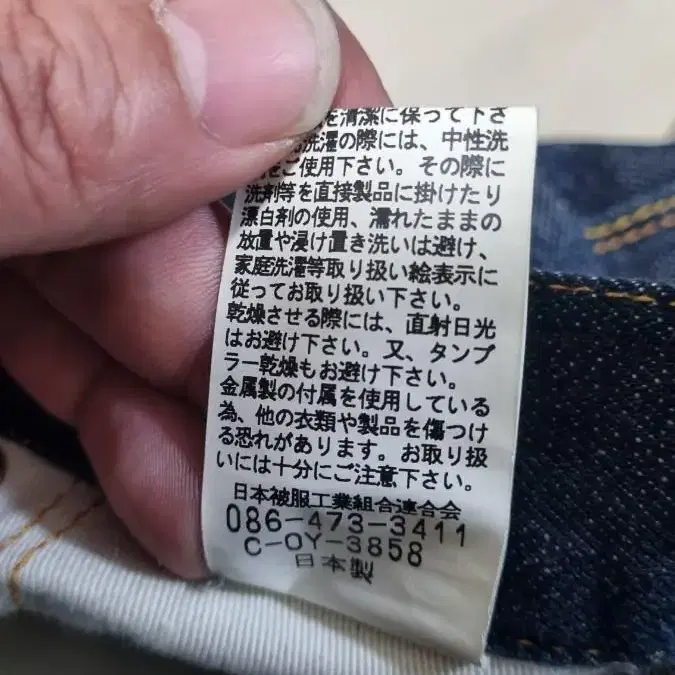 を清潔に保って下さ
洗濯の際には、中性洗
をご使用下さい。その際に
洗剤等を直接製品に掛けたり
漂白剤の使用、濡れたままの
放置や浸け置き洗いは避け、
家庭洗濯等取り扱い絵表示に
従ってお取り扱い下さい。
乾燥させる際には、直射日光
はお避け下さい。又、タンブ
ラー乾燥もお避け下さい。
金属製の付属を使用している
為、他の衣類や製品を傷つけ
る恐れがあります。お取り扱
いには十分にご注意下さい。
日本被服工業組合連合会
086-473-3411
C-OY-3858
日本製